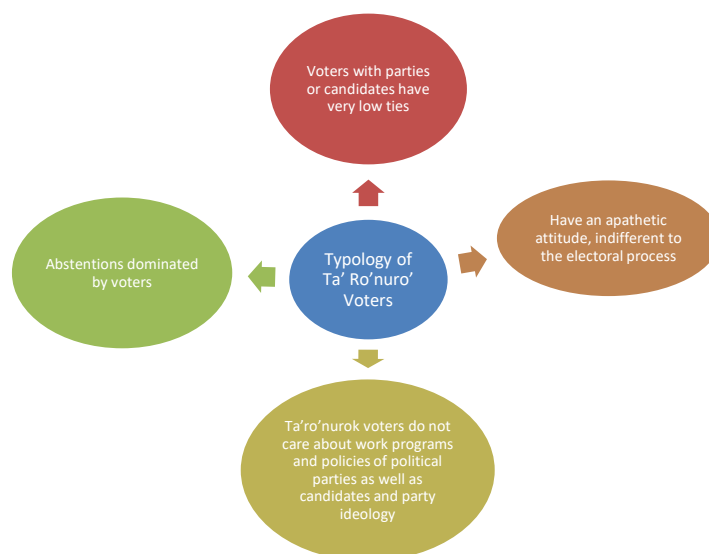 Voters with parties
or candidates have
very low ties
Have an apathetic
attitude, indifferent to
the electoral process
Typology of
Ta' Ro'nuro'
Voters
Abstentions dominated
by voters
Ta'ro'nurok voters do not
care about work programs
and policies of political
parties as well as
candidates and party
ideology